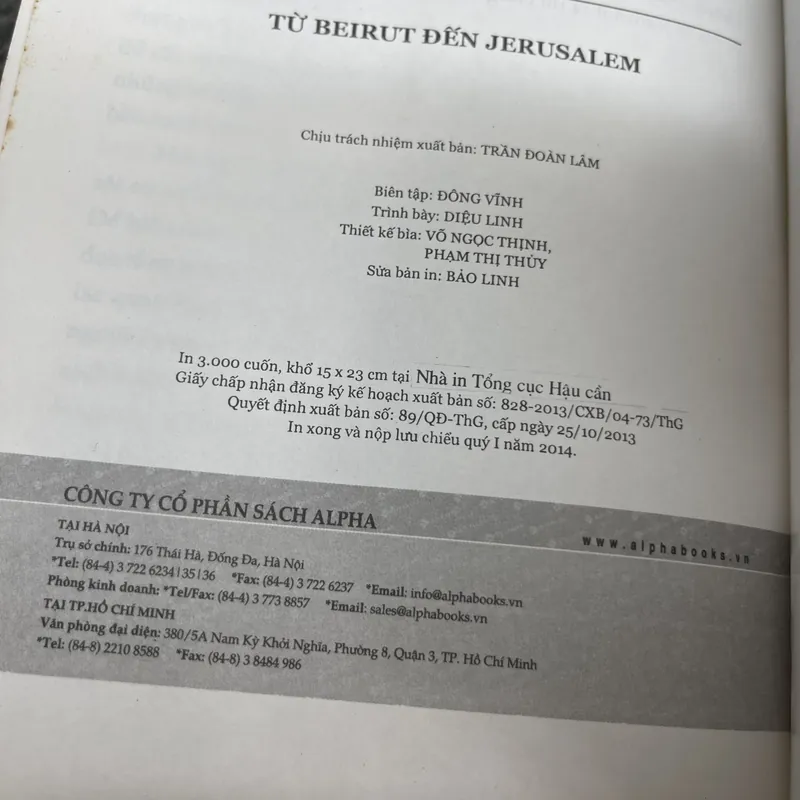 TỪ BEIRUT ĐẾN JERUSALEM
Chịu trách nhiệm xuất bản: TRẦN ĐOÀN LÂM
Biên tập: ĐÔNG VĨNH
Trình bày: DIỆU LINH
Thiết kế bìa: VÕ NGỌC THỊNH,
PHẠM THỊ THỦY
Sửa bản in: BẢO LINH
In 3.000 cuốn, khổ 15 x 23 cm tại Nhà in Tổng cục Hậu cần
Giấy chấp nhận đăng ký kế hoạch xuất bản số: 828-2013/CXB/04-73/ThG
Quyết định xuất bản số: 89/QĐ-ThG, cấp ngày 25/10/2013
In xong và nộp lưu chiểu quý I năm 2014.
CÔNG TY CỔ PHẦN SÁCH ALPHA
www.alphabooks.vn
TẠI HÀ NỘI
Trụ sở chính: 176 Thái Hà, Đống Đa, Hà Nội
*Tel: (84-4) 3 722 6234|35|36 *Fax: (84-4) 3 722 6237 *Email: info@alphabooks.vn
Phòng kinh doanh: *Tel/Fax: (84-4) 3 773 8857 *Email: sales@alphabooks.vn
TẠI TP.HỒ CHÍ MINH
Văn phòng đại diện: 380/5A Nam Kỳ Khởi Nghĩa, Phường 8, Quận 3, TP. Hồ Chí Minh
*Tel: (84-8) 2210 8588 *Fax: (84-8) 3 8484 986